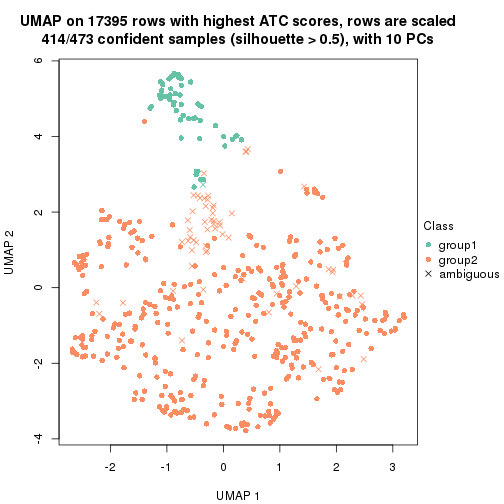 UMAP on 17395 rows with highest ATC scores, rows are scaled
414/473 confident samples (silhouette > 0.5), with 10 PCs
6
4
2
0
-2
-4
UMAP 2
-2
-1
0
1
2
3
UMAP 1
Class
group1
group2
ambiguous